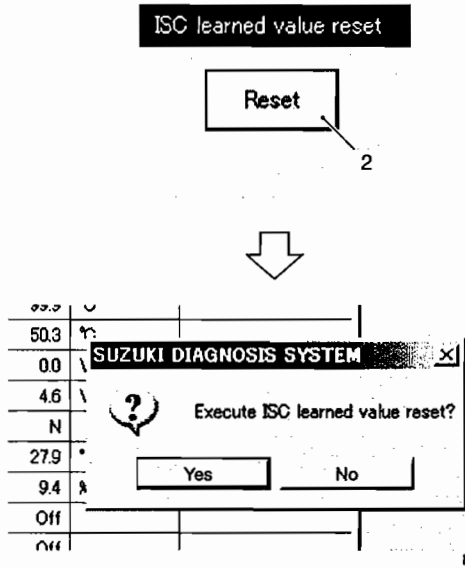 ISC learned value reset
Reset
2
50.3 °C
0.0 V
SUZUKI DIAGNOSIS SYSTEM
4.6
Execute ISC learned value reset?
N
27.9 °
Yes No
9.4 %
Off
Off